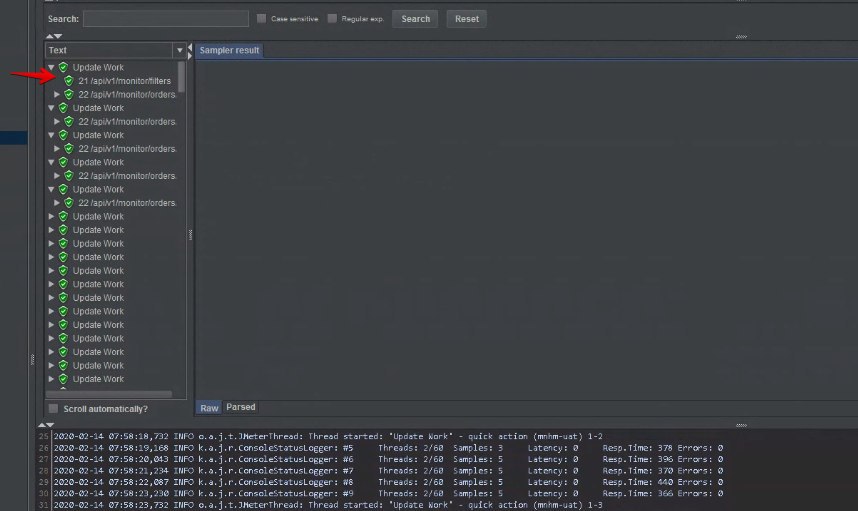 Search:
Case sensitive
Regular exp.
Search
Reset
Text
Sampler result
Update Work
21 /api/v1/monitor/filters
22 /api/v1/monitor/orders.
Update Work
22 /api/v1/monitor/orders.
Update Work
22 /api/v1/monitor/orders.
Update Work
22 /api/v1/monitor/orders.
Update Work
22 /api/v1/monitor/orders.
Update Work
Update Work
Update Work
Update Work
Update Work
Update Work
Update Work
Update Work
Update Work
Update Work
Update Work
Update Work
Update Work
Scroll automatically?
Raw
Parsed
25 2020-02-14 07:58:18,732 INFO o.a.j.t.JMeterThread: Thread started: "Update Work" - quick action (mnhm-uat) 1-2
26 2020-02-14 07:58:19,168 INFO k.a.j.r.ConsoleStatusLogger: #5 Threads: 2/60 Samples: 3 Latency: 0 Resp.Time: 378 Errors: 0
27 2020-02-14 07:58:20,043 INFO k.a.j.r.ConsoleStatusLogger: #6 Threads: 2/60 Samples: 5 Latency: 0 Resp.Time: 396 Errors: 0
28 2020-02-14 07:58:21,234 INFO k.a.j.r.ConsoleStatusLogger: #7 Threads: 2/60 Samples: 5 Latency: 0 Resp.Time: 370 Errors: 0
29 2020-02-14 07:58:22,087 INFO k.a.j.r.ConsoleStatusLogger: #8 Threads: 2/60 Samples: 5 Latency: 0 Resp.Time: 440 Errors: 0
30 2020-02-14 07:58:23,230 INFO k.a.j.r.ConsoleStatusLogger: #9 Threads: 2/60 Samples: 5 Latency: 0 Resp.Time: 366 Errors: 0
31 2020-02-14 07:58:23,732 INFO o.a.j.t.JMeterThread: Thread started: "Update Work" - quick action (mnhm-uat) 1-3